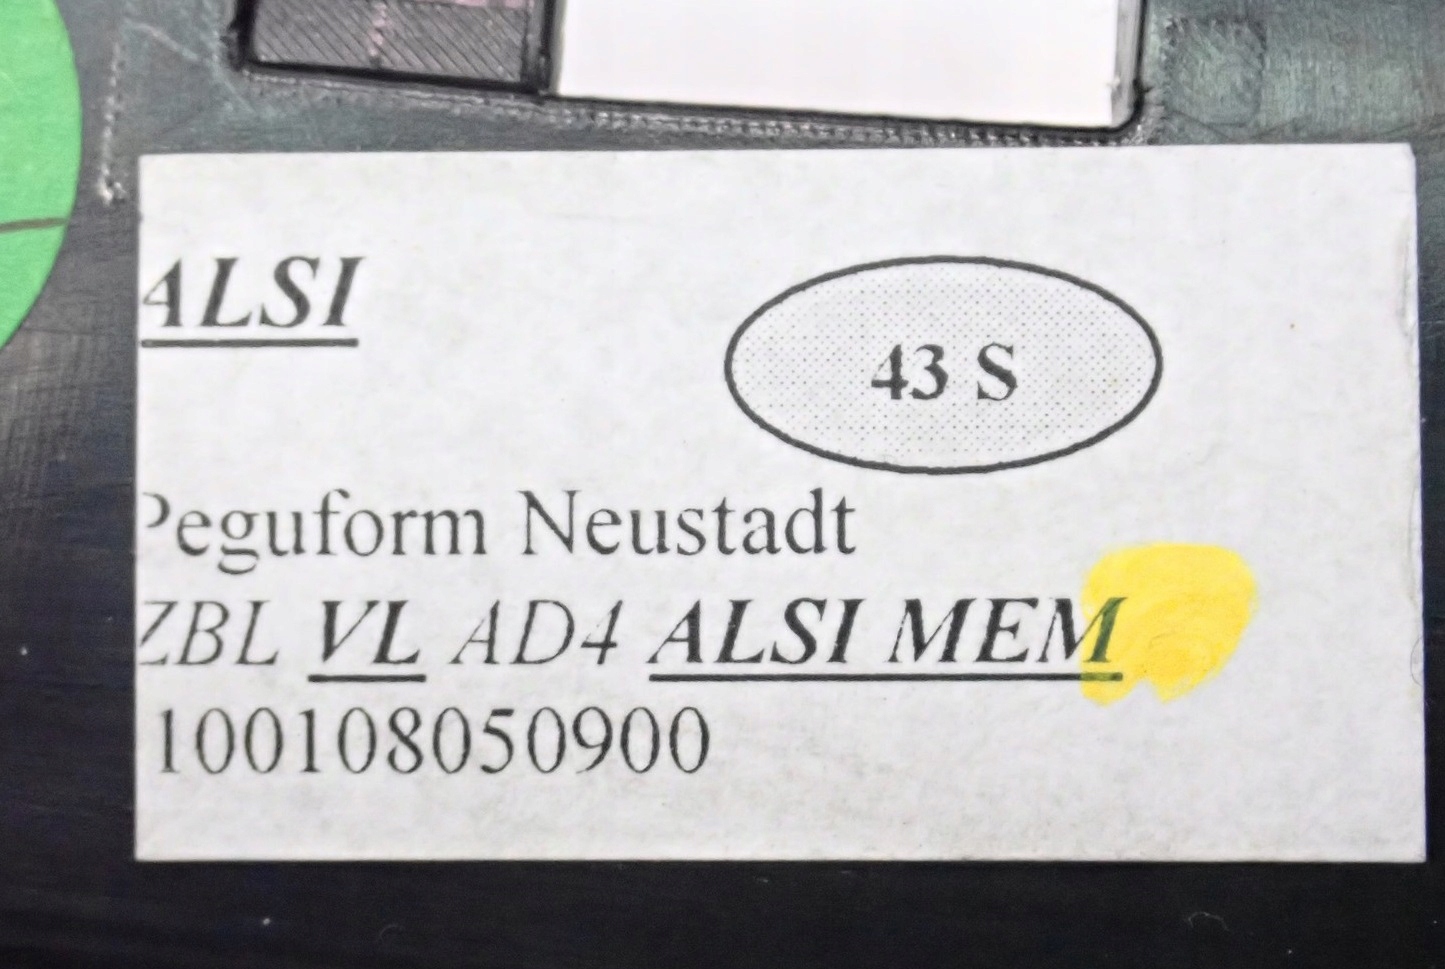 ALSI
43 S
Peguform Neustadt
ZBL VL AD4 ALSI MEM
100108050900